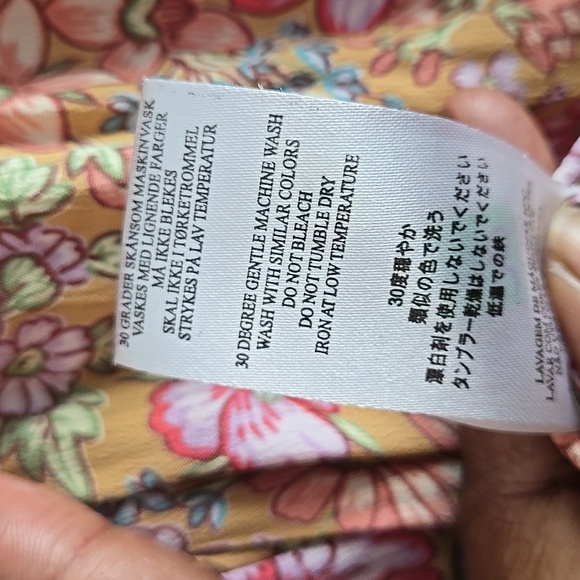 30 GRADER SKÅNSOM MASKINVASK
VASKES MED LIGNENDE FARGER
MÅ IKKE BLEKES
SKAL IKKE I TØRKETROMMEL
STRYKES PÅ LAV TEMPERATUR
30 DEGREE GENTLE MACHINE WASH
WASH WITH SIMILAR COLORS
DO NOT BLEACH
DO NOT TUMBLE DRY
IRON AT LOW TEMPERATURE
30度穏やか
類似の色で洗う
漂白剤を使用しないでください
タンブラー乾燥はしないでください
低温での鉄
LAVAGEM DE
LAVAR COM